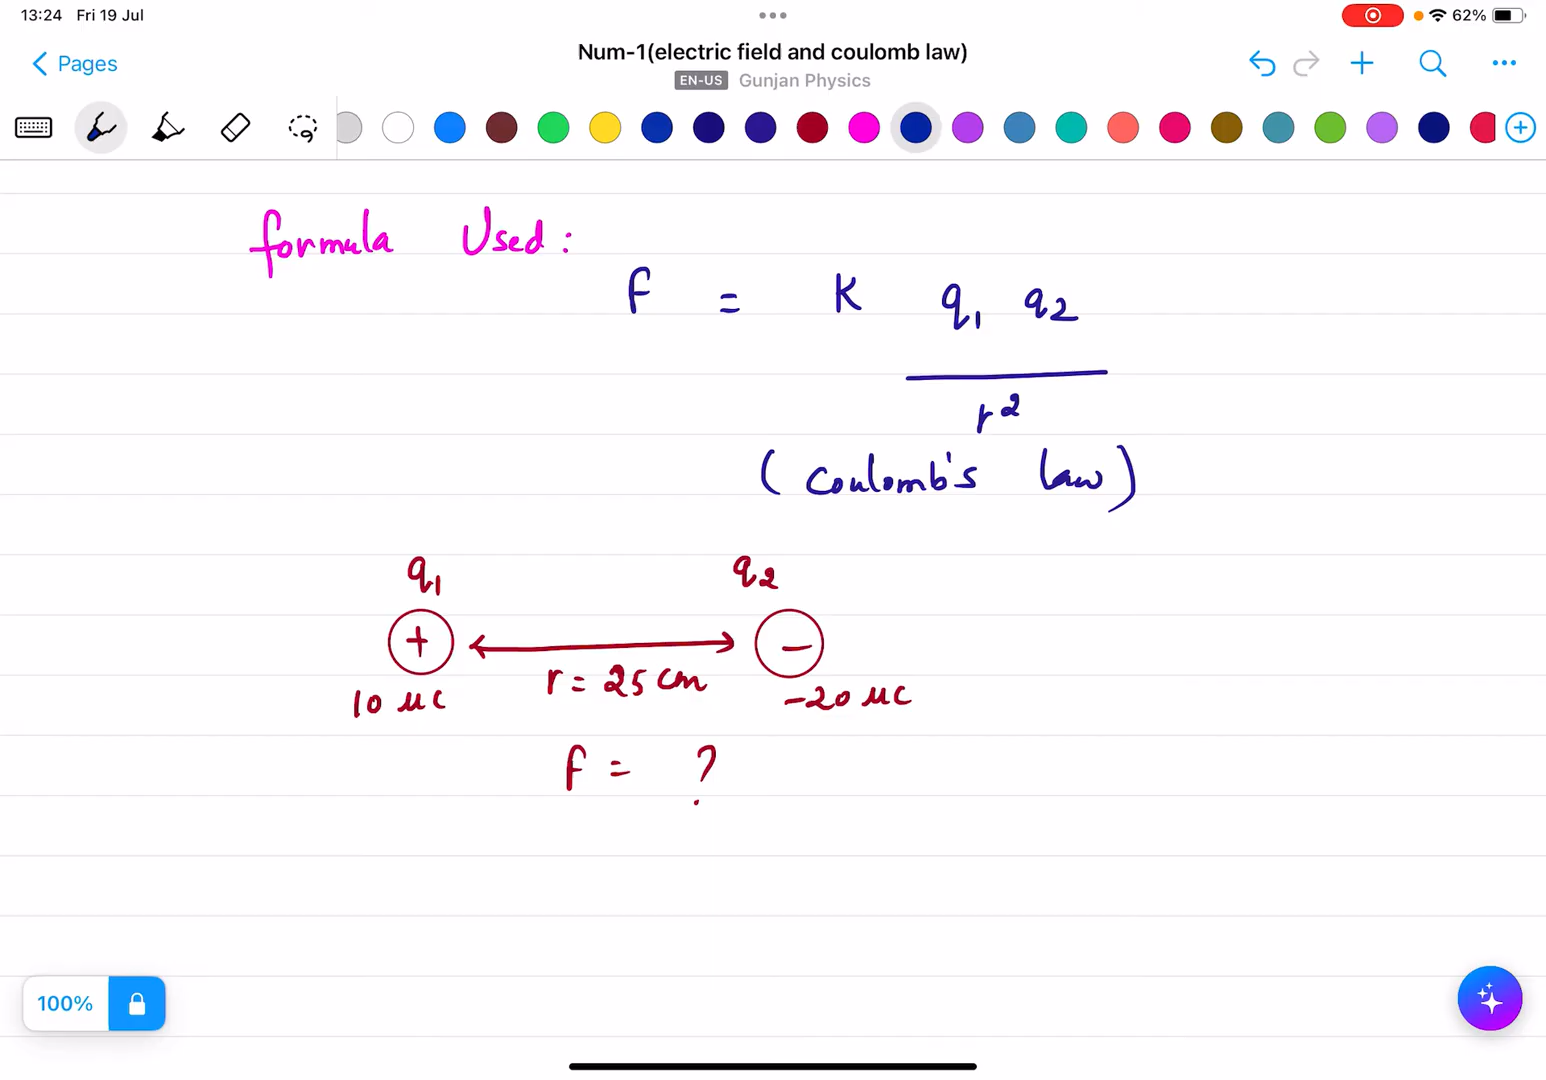 13:24 Fri 19 Jul
62%
Pages
Num-1(electric field and coulomb law)
EN-US Gunjan Physics
formula Used:
F = K q1 q2
r2
(Coulomb's law)
q1 q2
+ −
r = 25 cm
10 μC -20 μC
F = ?
100%